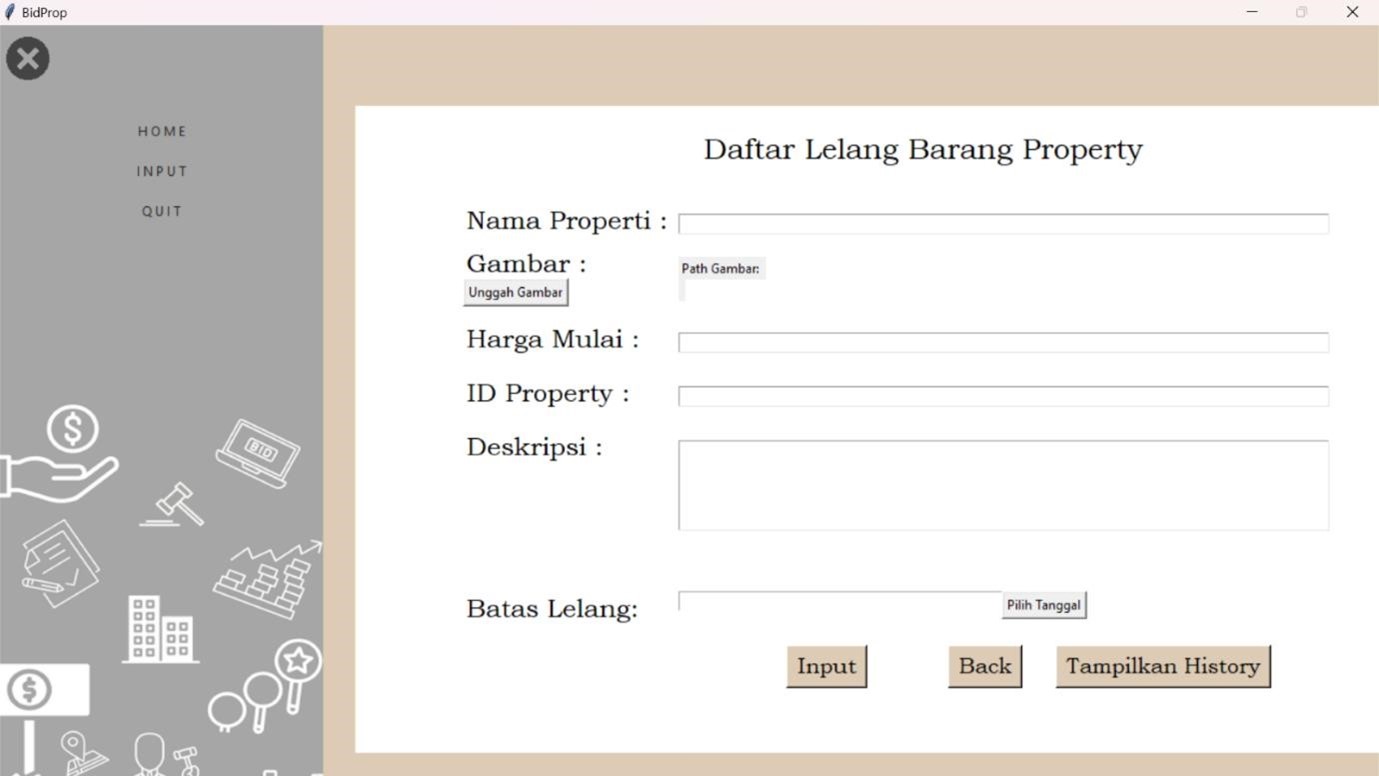 BidProp
HOME
INPUT
QUIT
Daftar Lelang Barang Property
Nama Properti :
Gambar :
Path Gambar:
Unggah Gambar
Harga Mulai :
ID Property :
Deskripsi :
Batas Lelang:
Pilih Tanggal
Input
Back
Tampilkan History
BID
$
$